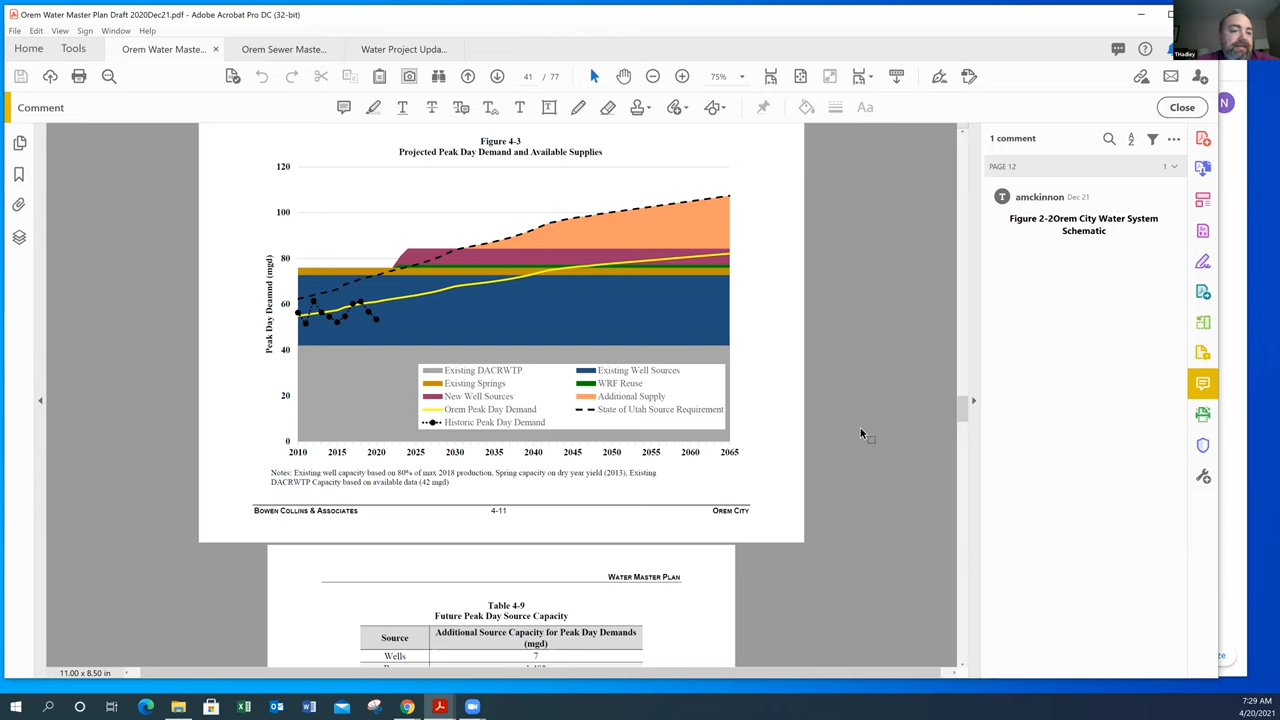 Orem Water Master Plan Draft 2020Dec21.pdf - Adobe Acrobat Pro DC (32-bit)
File Edit View Sign Window Help
Home Tools Orem Water Maste... × Orem Sewer Maste... Water Project Upda...
41 / 77 75%
Comment
Aa
Close
THadley
N
1 comment
PAGE 12 1
T amckinnon Dec 21
Figure 2-2Orem City Water System
Schematic
Figure 4-3
Projected Peak Day Demand and Available Supplies
Peak Day Deamnd (mgd)
120
100
80
60
40
20
0
Existing DACRWTP Existing Well Sources
Existing Springs WRF Reuse
New Well Sources Additional Supply
Orem Peak Day Demand State of Utah Source Requirement
Historic Peak Day Demand
2010 2015 2020 2025 2030 2035 2040 2045 2050 2055 2060 2065
Notes: Existing well capacity based on 80% of max 2018 production, Spring capacity on dry year yield (2013), Existing
DACRWTP Capacity based on available data (42 mgd)
BOWEN COLLINS & ASSOCIATES 4-11 OREM CITY
WATER MASTER PLAN
Table 4-9
Future Peak Day Source Capacity
Source Additional Source Capacity for Peak Day Demands
(mgd)
Wells 7
11.00 x 8.50 in
7:29 AM
4/20/2021